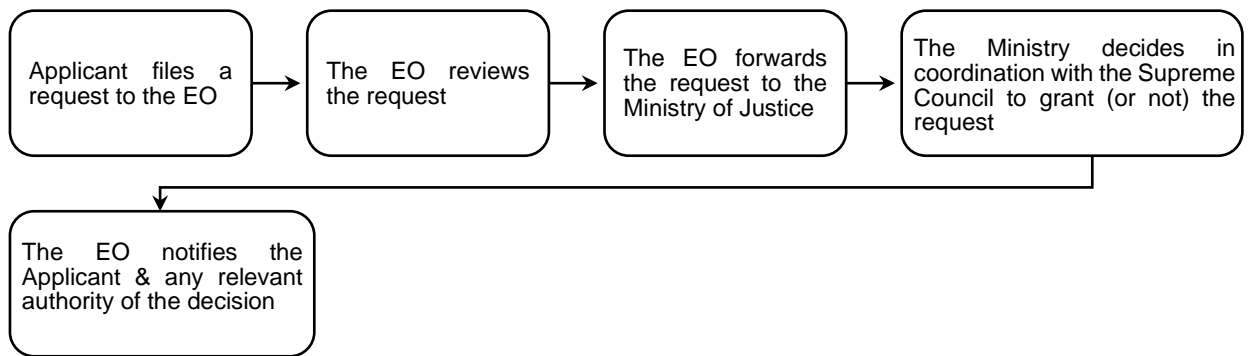 Applicant files a
request to the EO
The EO reviews
the request
The EO forwards
the request to the
Ministry of Justice
The Ministry decides in
coordination with the Supreme
Council to grant (or not) the
request
The EO notifies the
Applicant & any relevant
authority of the decision